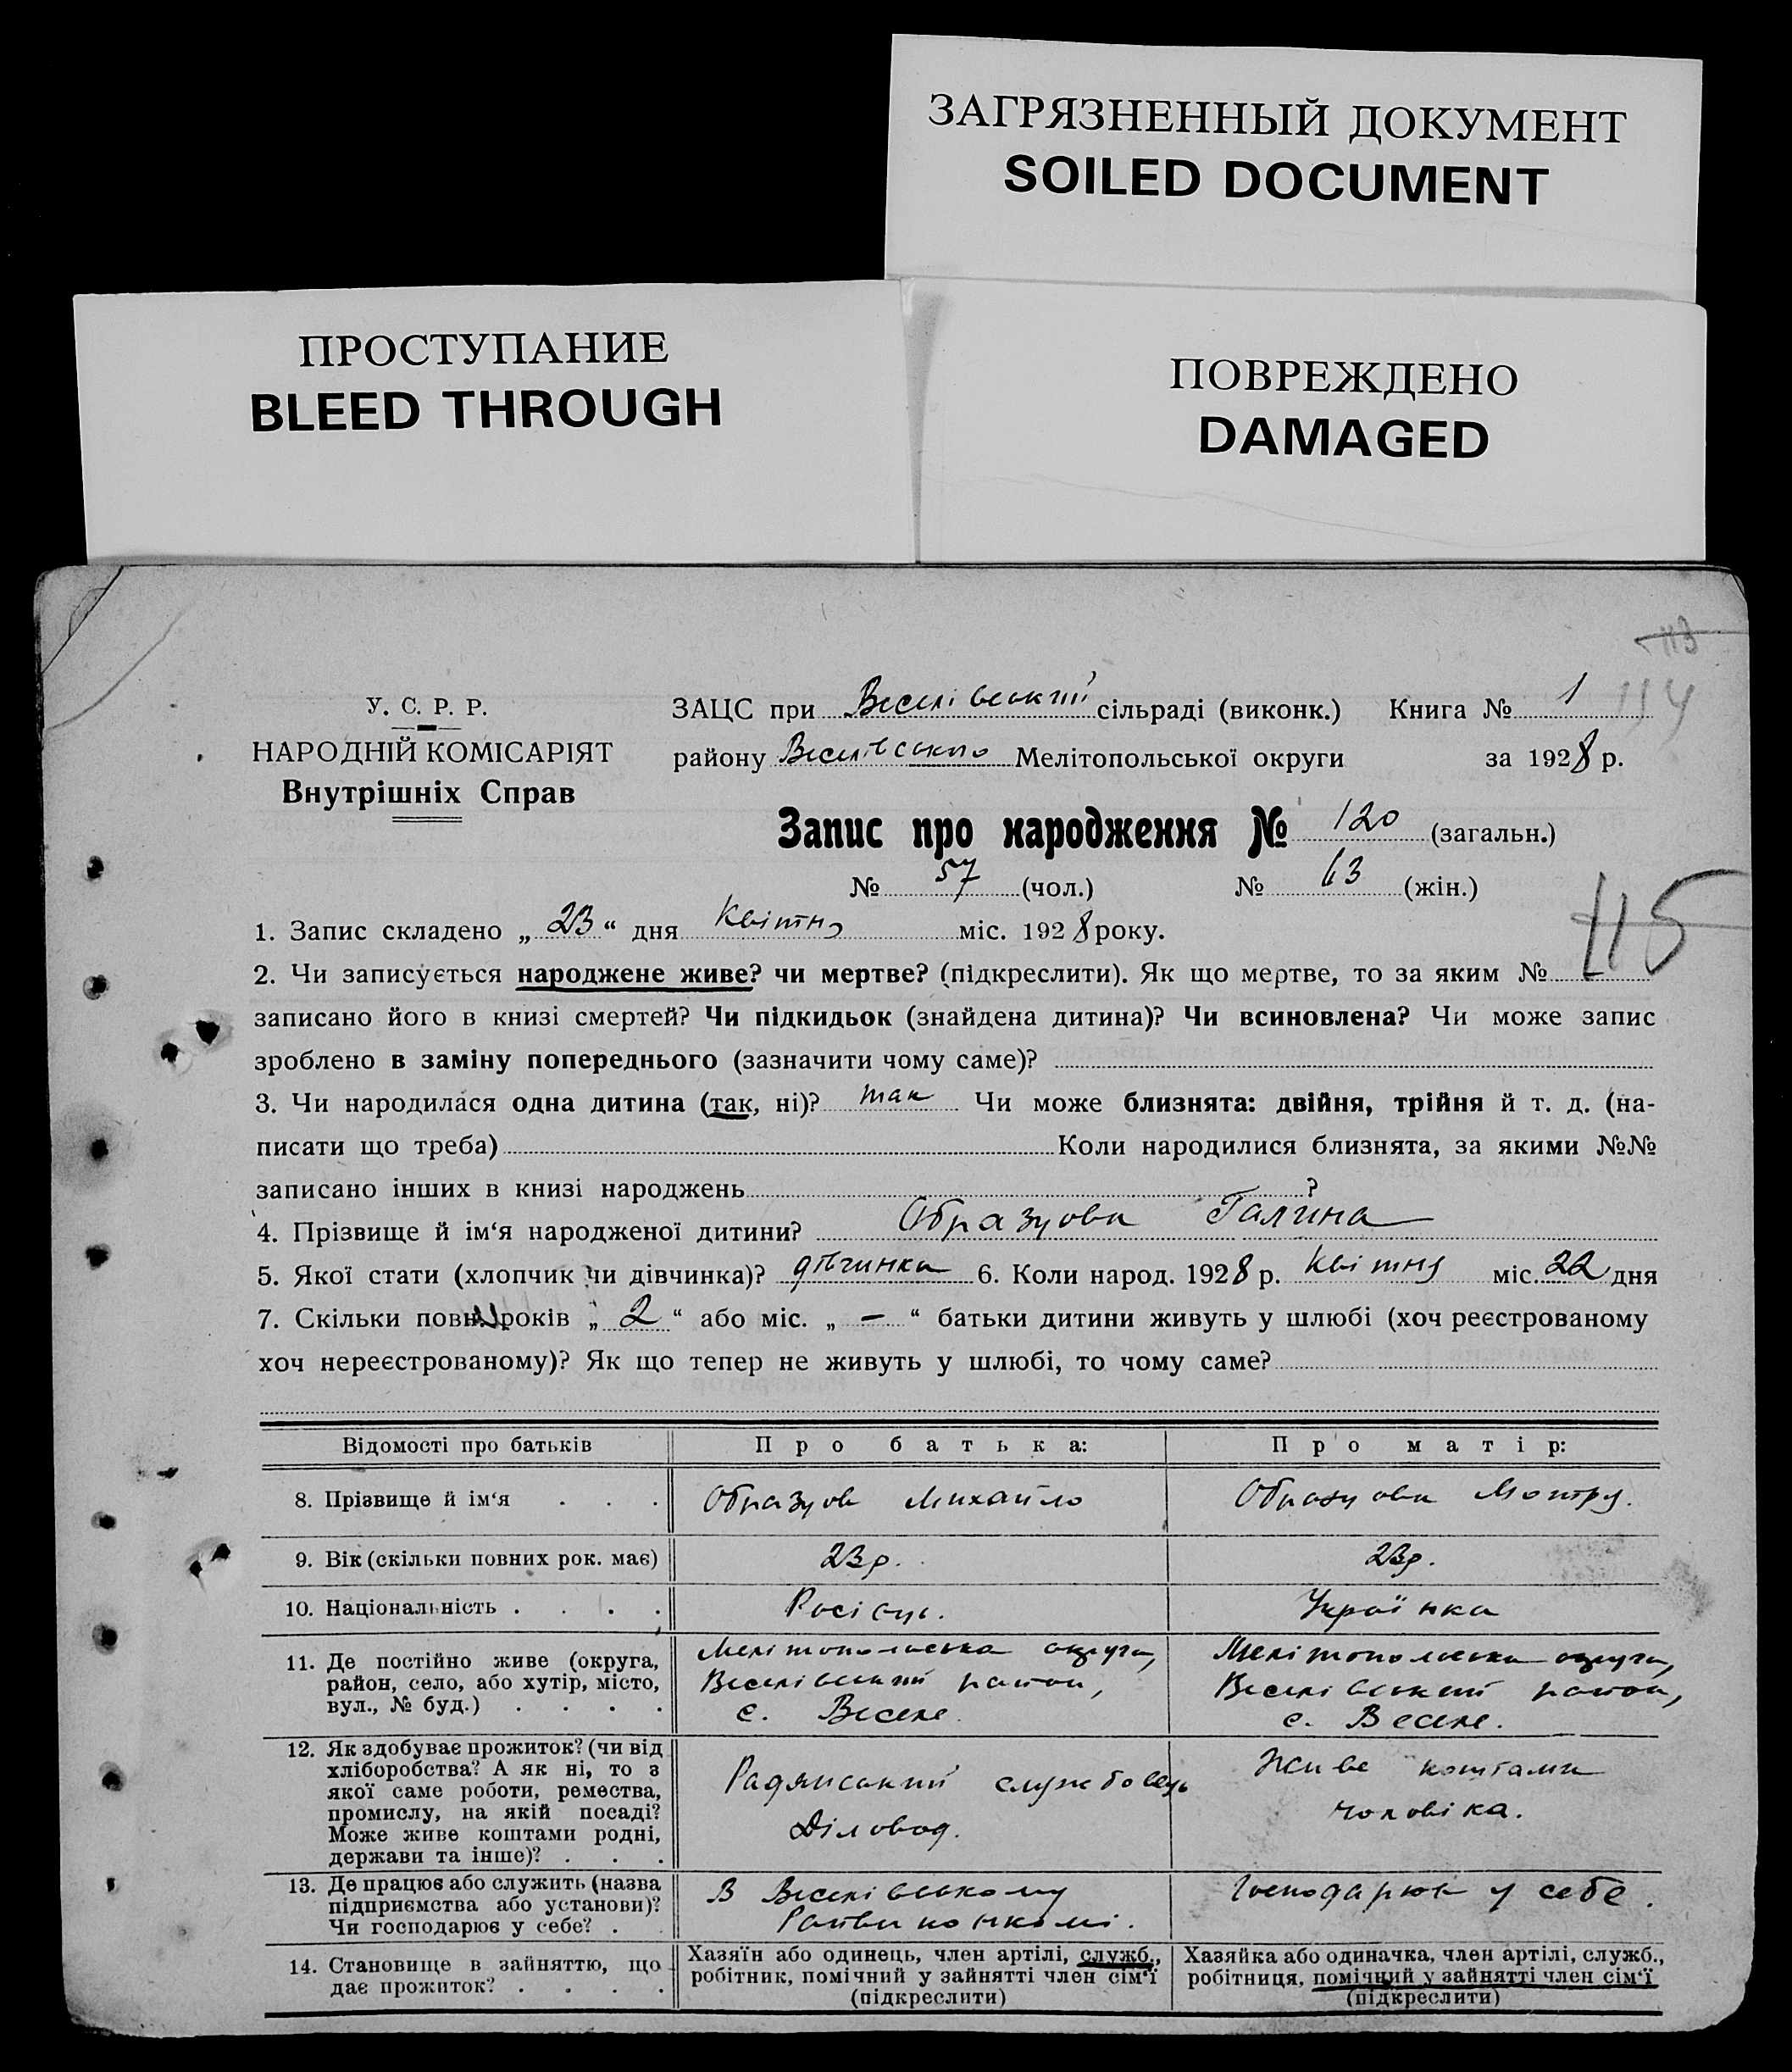 ЗАГРЯЗНЕННЫЙ ДОКУМЕНТ
SOILED DOCUMENT
ПРОСТУПАНИЕ
BLEED THROUGH
ПОВРЕЖДЕНО
DAMAGED
113
114
У. С. Р. Р.
НАРОДНІЙ КОМІСАРІЯТ
Внутрішніх Справ
ЗАЦС при Веселівський сільраді (виконк.) Книга № 1
району Веселівського Мелітопольської округи за 1928 р.
Запис про народження № 120 (загальн.)
№ 57 (чол.) № 63 (жін.)
115
1. Запис складено „ 23 “ дня Квітня міс. 1928 року.
2. Чи записується народжене живе? чи мертве? (підкреслити). Як що мертве, то за яким №
записано його в книзі смертей? Чи підкидьок (знайдена дитина)? Чи всиновлена? Чи може запис
зроблено в заміну попереднього (зазначити чому саме)?
3. Чи народилася одна дитина (так, ні)? так Чи може близнята: двійня, трійня й т. д. (на-
писати що треба) Коли народилися близнята, за якими №№
записано інших в книзі народжень ?
4. Прізвище й ім‘я народженої дитини? Образцова Галина
5. Якої стати (хлопчик чи дівчинка)? дівчинка 6. Коли народ. 1928 р. Квітня міс. 22 дня
7. Скільки повних років „ 2 “ або міс. „ — “ батьки дитини живуть у шлюбі (хоч реєстрованому
хоч нереєстрованому)? Як що тепер не живуть у шлюбі, то чому саме?
Відомості про батьків Про батька: Про матір:
8. Прізвище й ім‘я . . . Образцов Михайло Образцова Мотря.
9. Вік (скільки повних рок. має) 23 р. 23 р.
10. Національність . . . . Росіянин. Українка
11. Де постійно живе (округа,
район, село, або хутір, місто,
вул., № буд.) . . . .
Мелітопольська округа,
Веселівський район,
с. Веселе.
Мелітопольська округа,
Веселівський район,
с. Веселе.
12. Як здобуває прожиток? (чи від
хліборобства? А як ні, то з
якої саме роботи, ремества,
промислу, на якій посаді?
Може живе коштами родні,
держави та інше)? . . .
Радянський службовець
Діловод.
Живе коштами
чоловіка.
13. Де працює або служить (назва
підприємства або установи)?
Чи господарює у себе? .
В Веселівському
Райвиконкомі.
Господарює у себе.
14. Становище в зайняттю, що
дає прожиток? . . . .
Хазяїн або одинець, член артілі, служб.,
робітник, помічний у зайнятті член сім‘ї
(підкреслити)
Хазяйка або одиначка, член артілі, служб.,
робітниця, помічний у зайнятті член сім‘ї
(підкреслити)